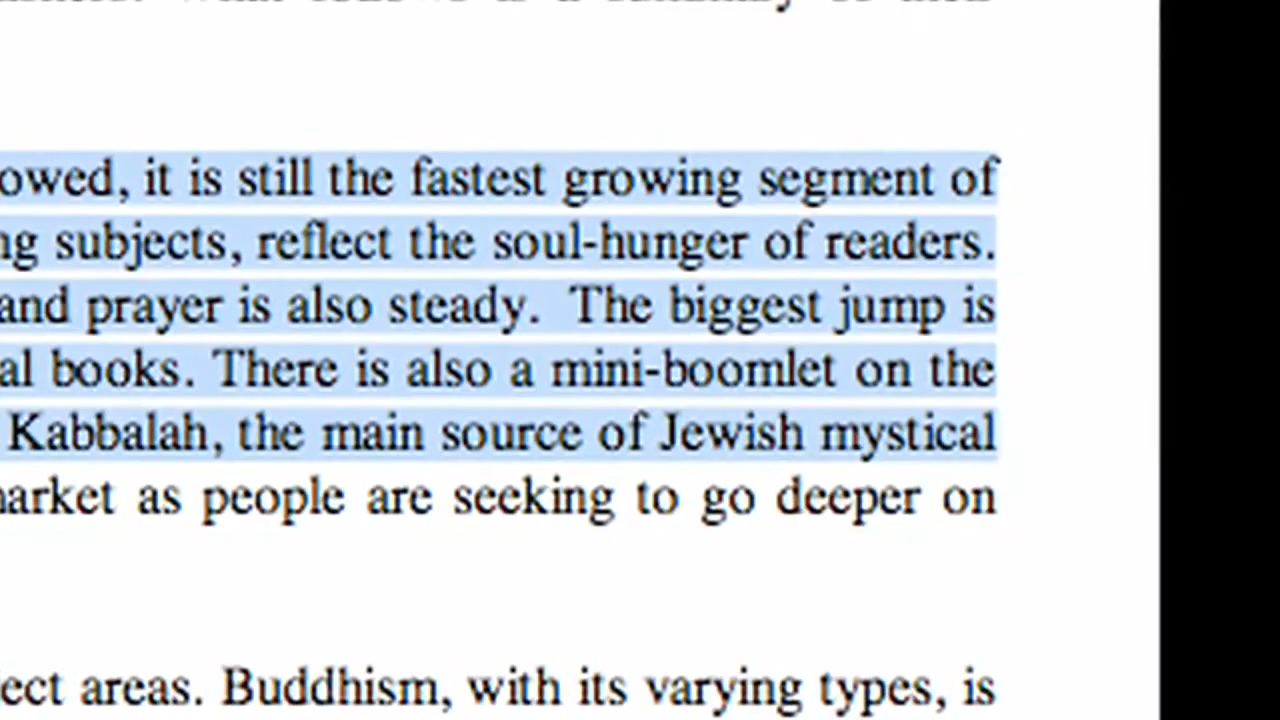 owed, it is still the fastest growing segment of
ng subjects, reflect the soul-hunger of readers.
and prayer is also steady. The biggest jump is
al books. There is also a mini-boomlet on the
Kabbalah, the main source of Jewish mystical
narket as people are seeking to go deeper on
ect areas. Buddhism, with its varying types, is